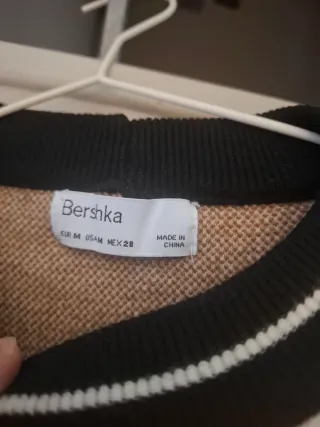 Bershka
EUR M USA M MEX 28
MADE IN
CHINA